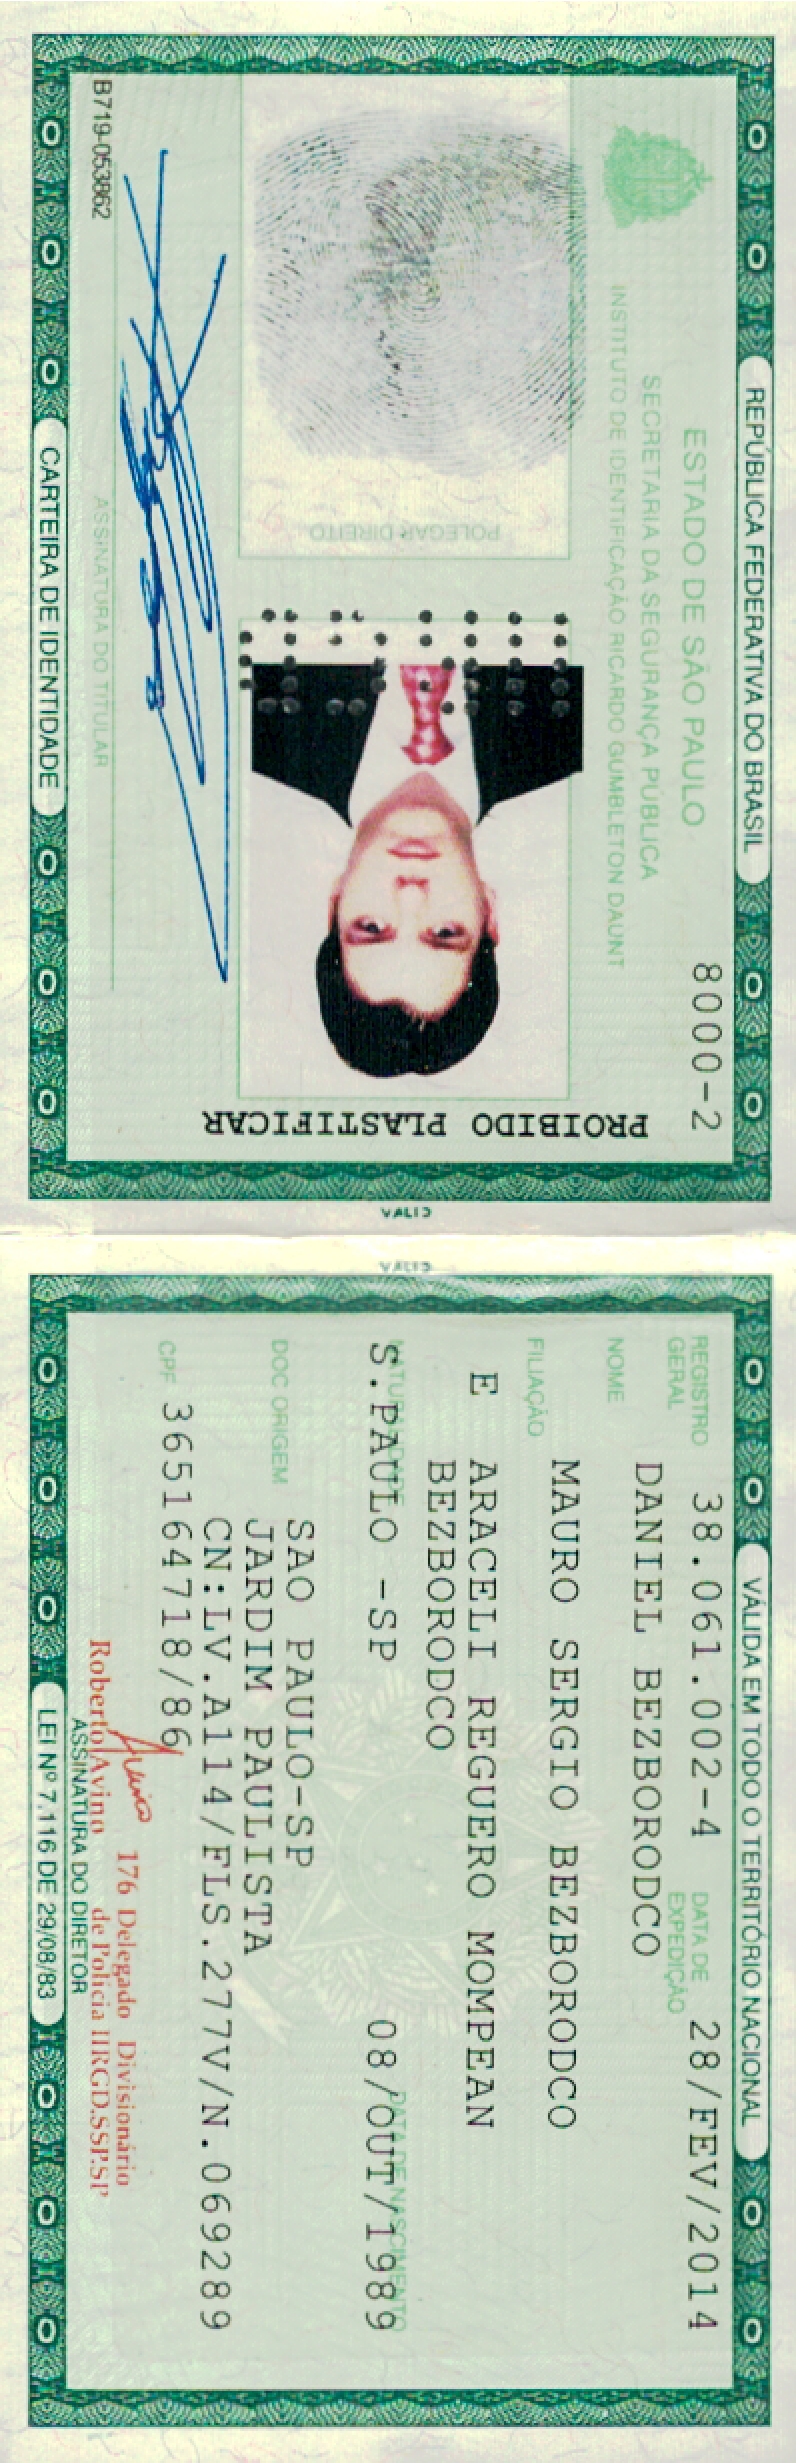 REPÚBLICA FEDERATIVA DO BRASIL
8000-2
ESTADO DE SÃO PAULO
SECRETARIA DA SEGURANÇA PÚBLICA
INSTITUTO DE IDENTIFICAÇÃO RICARDO GUMBLETON DAUNT
POLEGAR DIREITO
PROIBIDO PLASTIFICAR
B719-053862
ASSINATURA DO TITULAR
CARTEIRA DE IDENTIDADE
VÁLIDA EM TODO O TERRITÓRIO NACIONAL
REGISTRO GERAL 38.061.002-4 DATA DE EXPEDIÇÃO 28/FEV/2014
NOME DANIEL BEZBORODCO
FILIAÇÃO MAURO SERGIO BEZBORODCO
E ARACELI REGUERO MOMPEAN
BEZBORODCO
NATURALIDADE DATA DE NASCIMENTO
S.PAULO -SP 08/OUT/1989
DOC ORIGEM SAO PAULO-SP
JARDIM PAULISTA
CN:LV.A114/FLS.277V/N.069289
CPF 365164718/86
176 Delegado Divisionário
Roberto Avino de Polícia IIRGD.SSP.SP
ASSINATURA DO DIRETOR
LEI Nº 7.116 DE 29/08/83